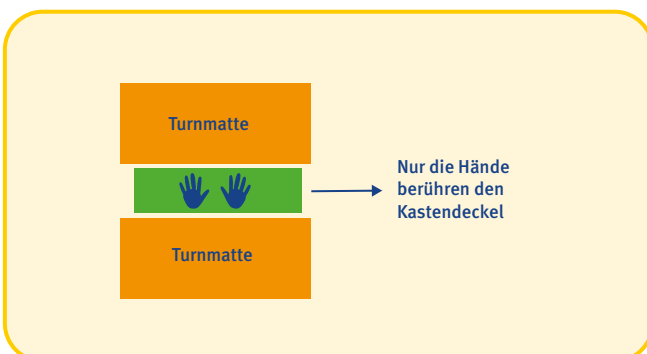 Turnmatte
Nur die Hände
berühren den
Kastendeckel
Turnmatte